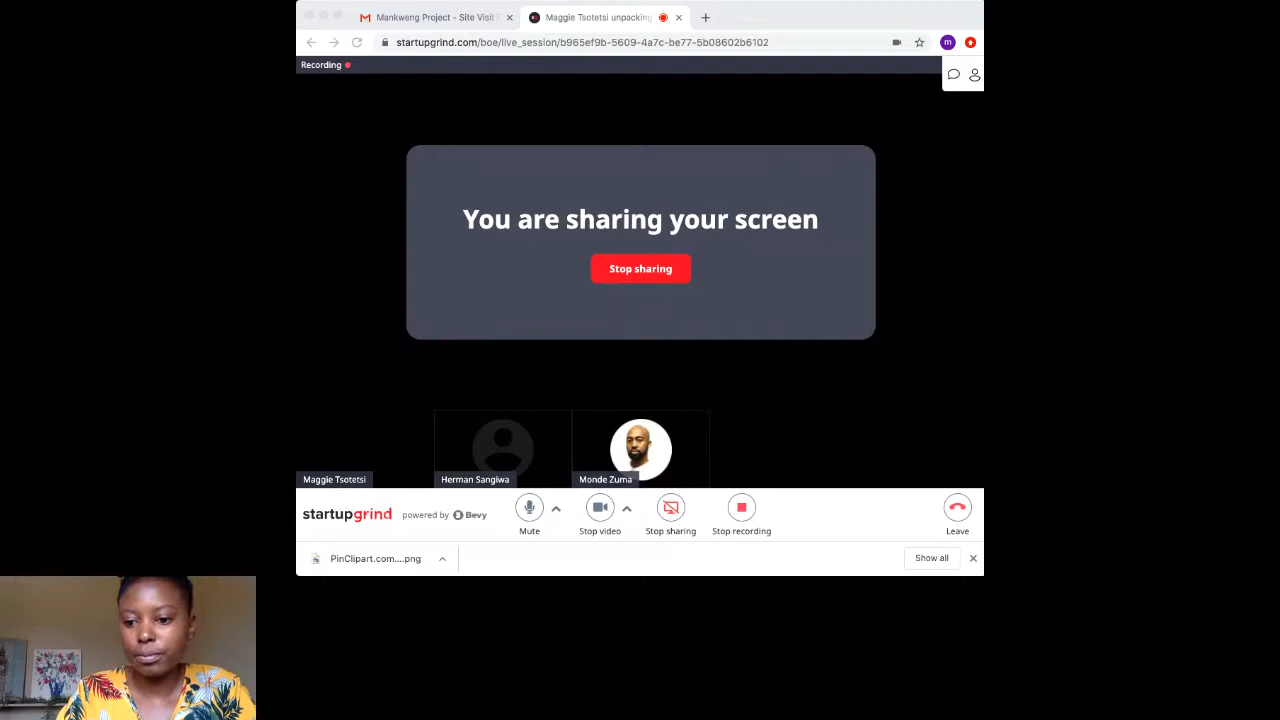 Mankweng Project - Site Visit /
Maggie Tsotetsi unpacking
startupgrind.com/boe/live_session/b965ef9b-5609-4a7c-be77-5b08602b6102
m
Recording
You are sharing your screen
Stop sharing
Maggie Tsotetsi
Herman Sangiwa
Monde Zuma
startupgrind powered by Bevy
Mute
Stop video
Stop sharing
Stop recording
Leave
PinClipart.com....png
Show all